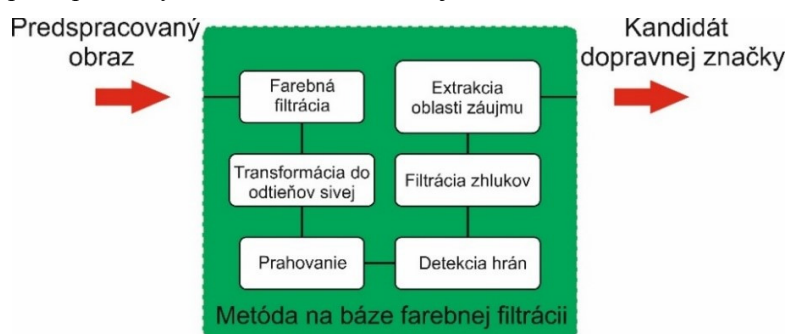 Predspracovaný
obraz
Kandidát
dopravnej značky
Farebná
filtrácia
Transformácia do
odtieňov sivej
Prahovanie
Detekcia hrán
Filtrácia zhlukov
Extrakcia
oblasti záujmu
Metóda na báze farebnej filtrácii